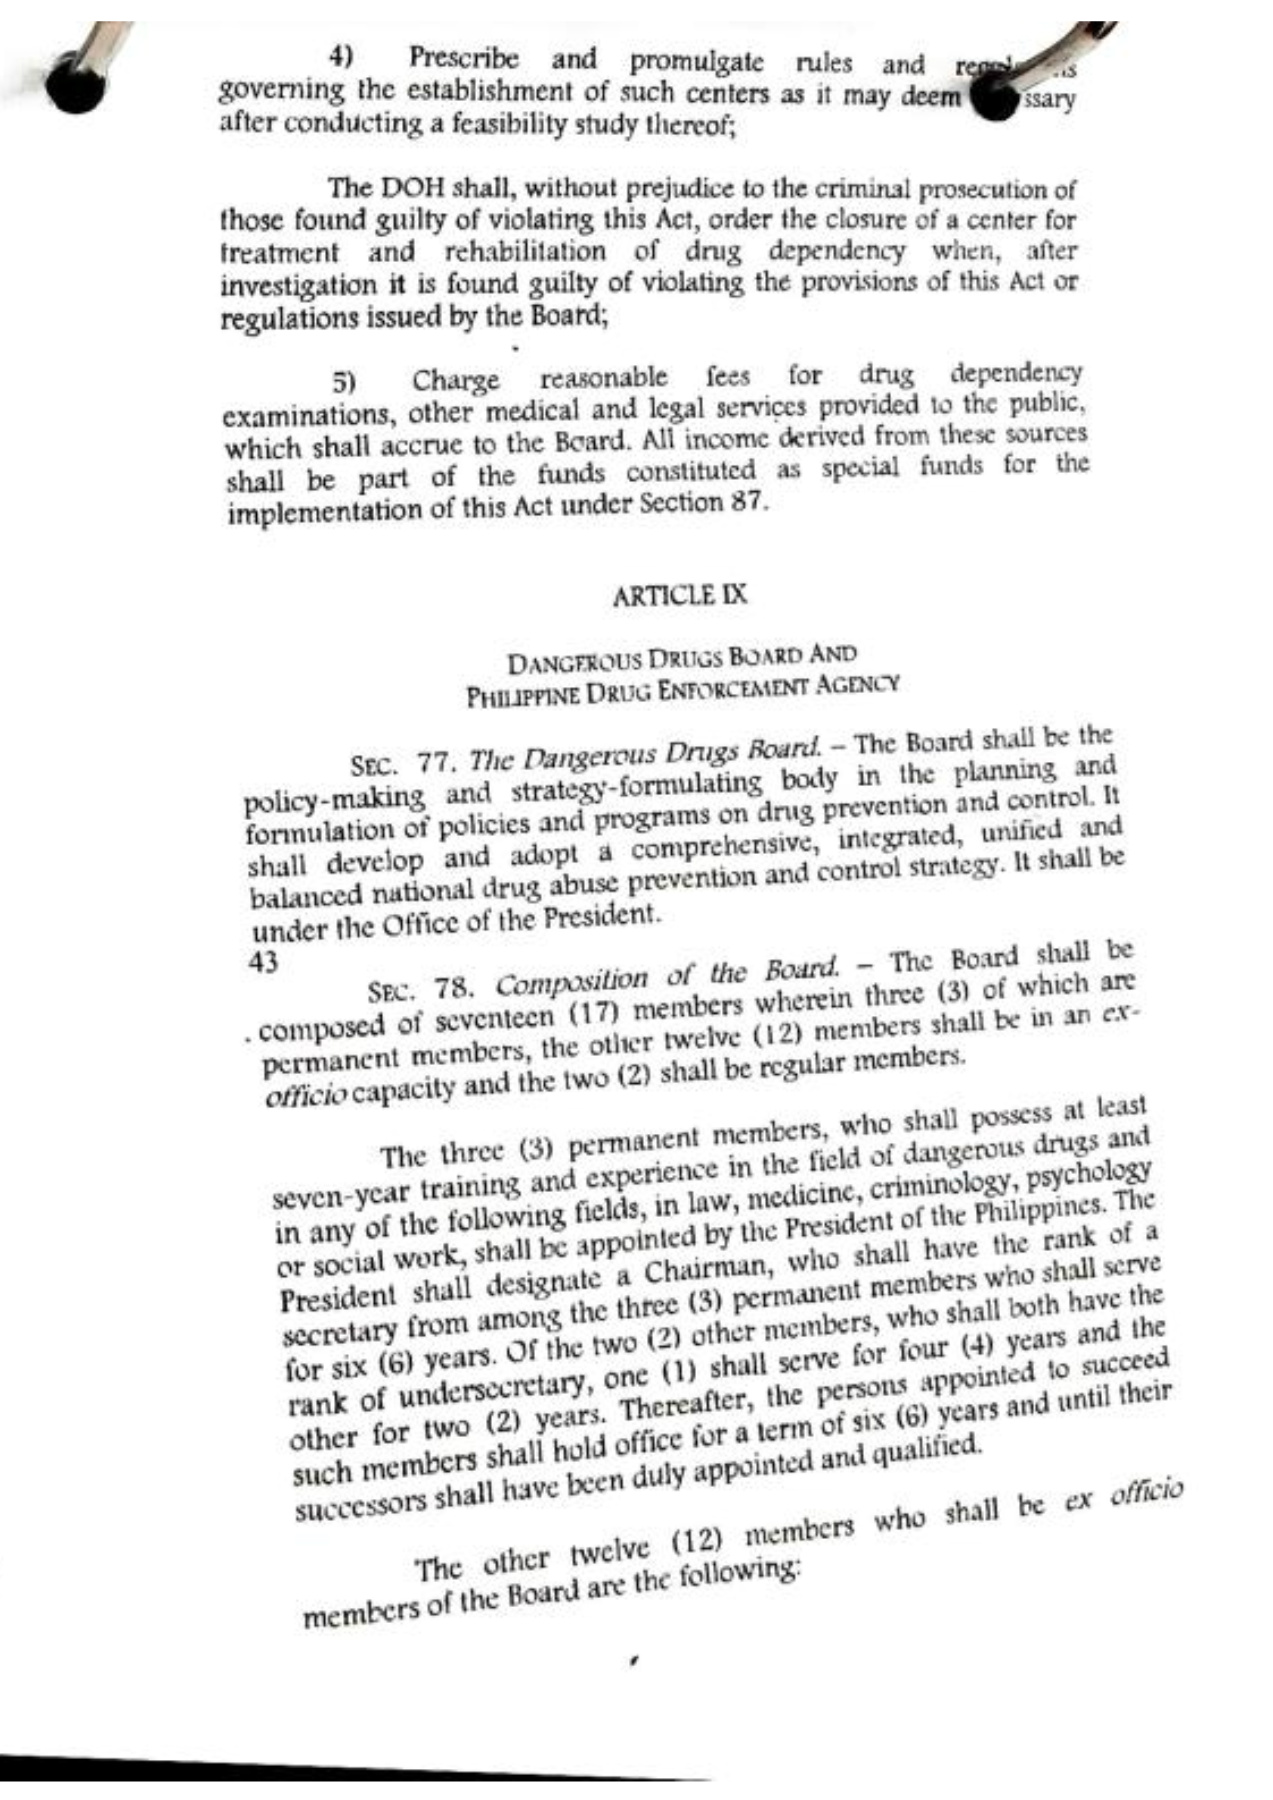 4) Prescribe and promulgate rules and
governing the establishment of such centers as it may deem
after conducting a feasibility study thereof;
The DOH shall, without prejudice to the criminal prosecution of
those found guilty of violating this Act, order the closure of a center for
treatment and rehabilitation of drug dependency when, after
investigation it is found guilty of violating the provisions of this Act or
regulations issued by the Board;
5) Charge reasonable fees for drug dependency
examinations, other medical and legal services provided to the public,
which shall accrue to the Board. All income derived from these sources
shall be part of the funds constituted as special funds for the
implementation of this Act under Section 87.
ARTICLE IX
DANGEROUS DRUGS BOARD AND
PHILIPPINE DRUG ENFORCEMENT AGENCY
SEC. 77. The Dangerous Drugs Board. – The Board shall be the
policy-making and strategy-formulating body in the planning and
formulation of policies and programs on drug prevention and control. It
shall develop and adopt a comprehensive, integrated, unified and
balanced national drug abuse prevention and control strategy. It shall be
under the Office of the President.
43
SEC. 78. Composition of the Board. – The Board shall be
composed of seventeen (17) members wherein three (3) of which are
permanent members, the other twelve (12) members shall be in an ex-
officio capacity and the two (2) shall be regular members.
The three (3) permanent members, who shall possess at least
seven-year training and experience in the field of dangerous drugs and
in any of the following fields, in law, medicine, criminology, psychology
or social work, shall be appointed by the President of the Philippines. The
President shall designate a Chairman, who shall have the rank of a
secretary from among the three (3) permanent members who shall serve
for six (6) years. Of the two (2) other members, who shall both have the
rank of undersecretary, one (1) shall serve for four (4) years and the
other for two (2) years. Thereafter, the persons appointed to succeed
such members shall hold office for a term of six (6) years and until their
successors shall have been duly appointed and qualified.
The other twelve (12) members who shall be ex officio
members of the Board are the following: